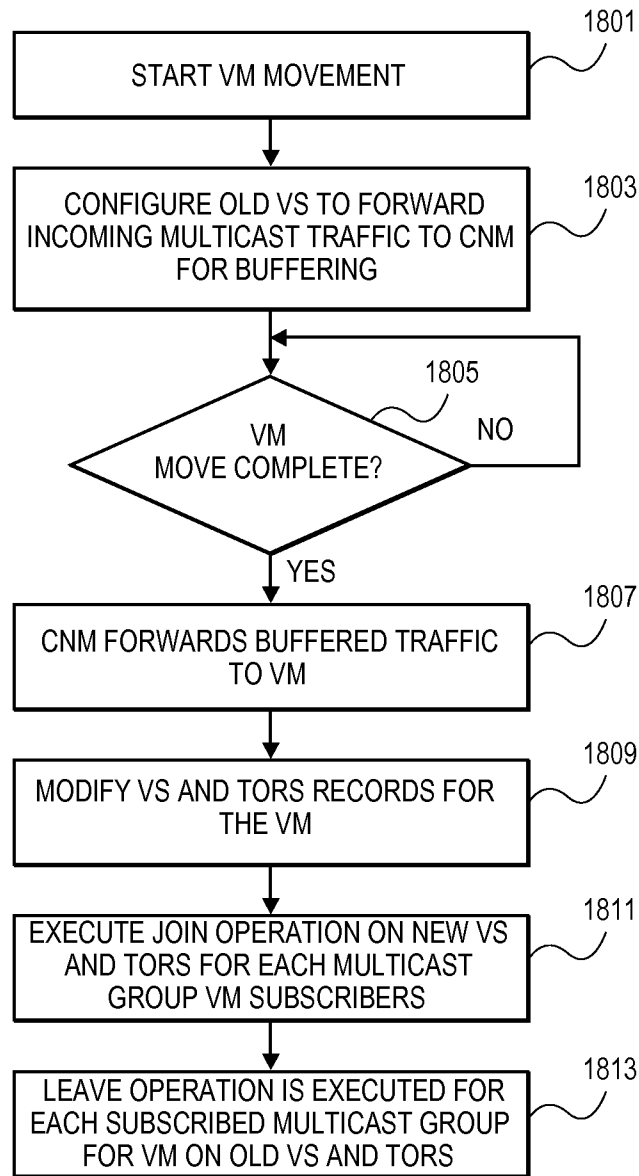 1801
START VM MOVEMENT
1803
CONFIGURE OLD VS TO FORWARD
INCOMING MULTICAST TRAFFIC TO CNM
FOR BUFFERING
1805
VM
MOVE COMPLETE?
NO
YES
1807
CNM FORWARDS BUFFERED TRAFFIC
TO VM
1809
MODIFY VS AND TORS RECORDS FOR
THE VM
1811
EXECUTE JOIN OPERATION ON NEW VS
AND TORS FOR EACH MULTICAST
GROUP VM SUBSCRIBERS
1813
LEAVE OPERATION IS EXECUTED FOR
EACH SUBSCRIBED MULTICAST GROUP
FOR VM ON OLD VS AND TORS